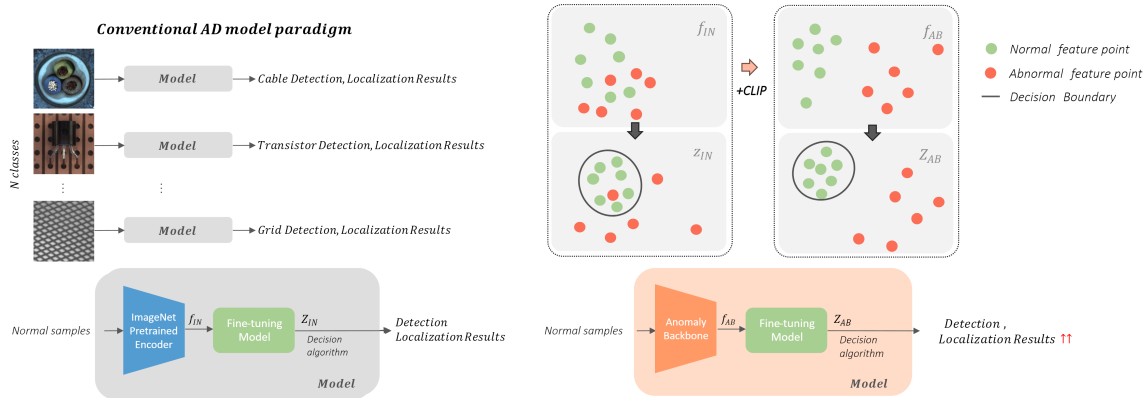 Conventional AD model paradigm
N classes
Model
Cable Detection, Localization Results
Model
Transistor Detection, Localization Results
⋮
⋮
Model
Grid Detection, Localization Results
Normal samples
ImageNet
Pretrained
Encoder
f_IN
Fine-tuning
Model
Z_IN
Decision
algorithm
Model
Detection
Localization Results
f_IN
+CLIP
f_AB
z_IN
Z_AB
Normal feature point
Abnormal feature point
Decision Boundary
Normal samples
Anomaly
Backbone
f_AB
Fine-tuning
Model
Z_AB
Decision
algorithm
Model
Detection ,
Localization Results ↑↑